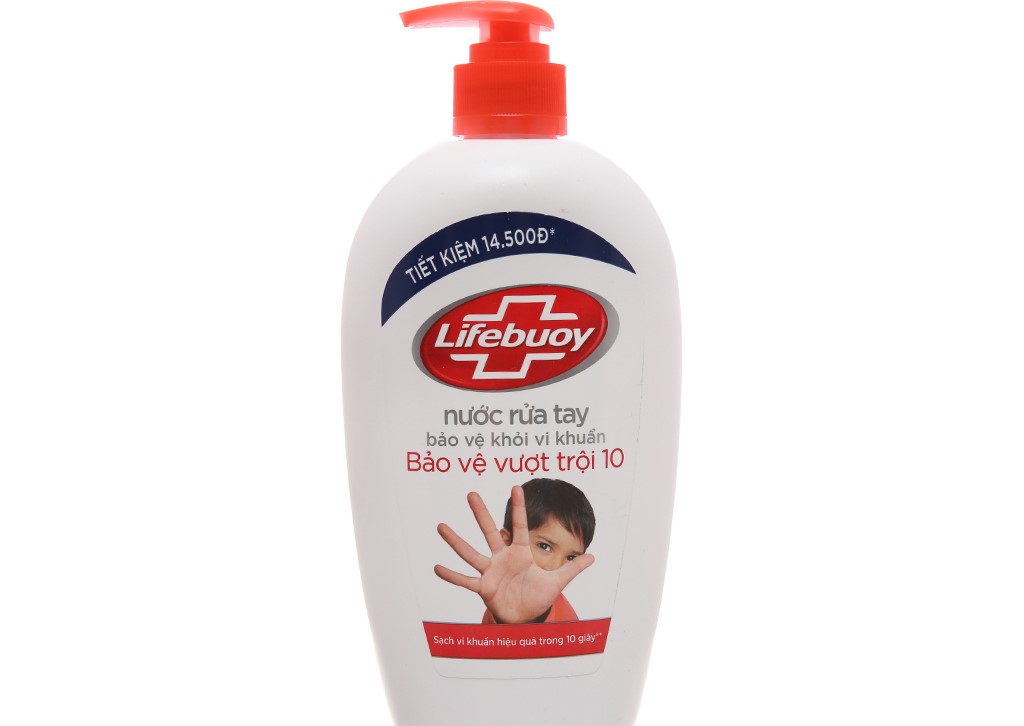 TIẾT KIỆM 14.500Đ*
Lifebuoy
nước rửa tay
bảo vệ khỏi vi khuẩn
Bảo vệ vượt trội 10
Sạch vi khuẩn hiệu quả trong 10 giây**